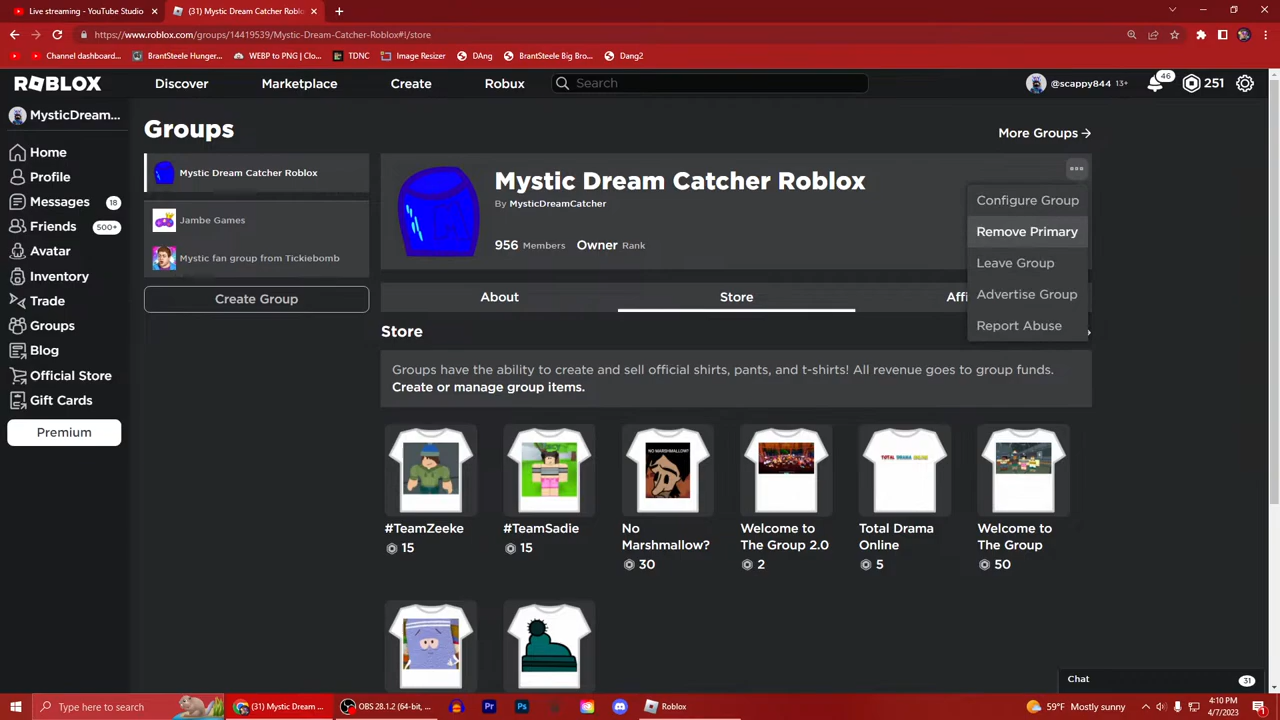 Live streaming - YouTube Studio
(31) Mystic Dream Catcher Roblo
https://www.roblox.com/groups/14419539/Mystic-Dream-Catcher-Roblox#!/store
Channel dashboard...
BrantSteele Hunger...
WEBP to PNG | Clo...
TDNC
Image Resizer
DAng
BrantSteele Big Bro...
Dang2
ROBLOX
Discover
Marketplace
Create
Robux
Search
@scappy844 13+
46
251
MysticDream...
Home
Profile
Messages 18
Friends 500+
Avatar
Inventory
Trade
Groups
Blog
Official Store
Gift Cards
Premium
Groups
More Groups
Mystic Dream Catcher Roblox
Jambe Games
Mystic fan group from Tickiebomb
Create Group
Mystic Dream Catcher Roblox
By MysticDreamCatcher
956 Members
Owner Rank
Configure Group
Remove Primary
Leave Group
Advertise Group
Report Abuse
About
Store
Affi
Store
Groups have the ability to create and sell official shirts, pants, and t-shirts! All revenue goes to group funds.
Create or manage group items.
NO MARSHMALLOW?
TOTAL DRAMA ONLINE
#TeamZeeke
15
#TeamSadie
15
No
Marshmallow?
30
Welcome to
The Group 2.0
2
Total Drama
Online
5
Welcome to
The Group
50
Chat
31
Type here to search
(31) Mystic Dream ...
OBS 28.1.2 (64-bit, ...
Pr
Ps
Roblox
59°F Mostly sunny
4:10 PM
4/7/2023
1